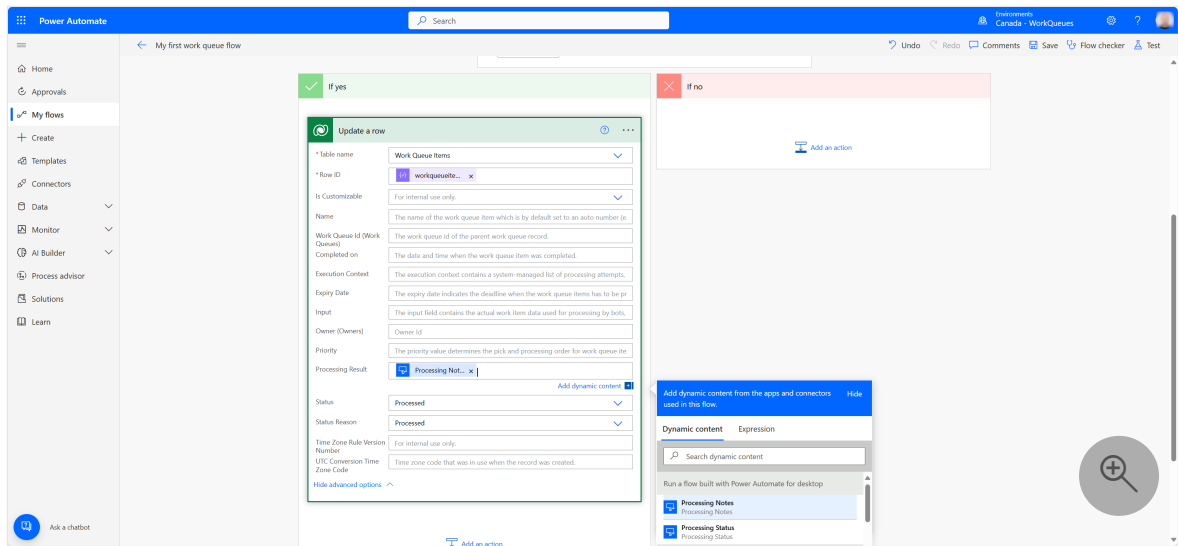 Power Automate
Search
Environments
Canada - WorkQueues
?
My first work queue flow
Undo
Redo
Comments
Save
Flow checker
Test
Home
Approvals
My flows
Create
Templates
Connectors
Data
Monitor
AI Builder
Process advisor
Solutions
Learn
Ask a chatbot
If yes
If no
Add an action
Update a row
* Table name
Work Queue Items
* Row ID
workqueueite... x
Is Customizable
For internal use only.
Name
The name of the work queue item which is by default set to an auto number (e
Work Queue Id (Work Queues)
The work queue Id of the parent work queue record.
Completed on
The date and time when the work queue item was completed.
Execution Context
The execution context contains a system-managed list of processing attempts,
Expiry Date
The expiry date indicates the deadline when the work queue items has to be pr
Input
The input field contains the actual work item data used for processing by bots,
Owner (Owners)
Owner Id
Priority
The priority value determines the pick and processing order for work queue ite
Processing Result
Processing Not... x
Add dynamic content
Status
Processed
Status Reason
Processed
Time Zone Rule Version Number
For internal use only.
UTC Conversion Time Zone Code
Time zone code that was in use when the record was created.
Hide advanced options
Add an action
Add dynamic content from the apps and connectors
used in this flow.
Hide
Dynamic content
Expression
Search dynamic content
Run a flow built with Power Automate for desktop
Processing Notes
Processing Notes
Processing Status
Processing Status